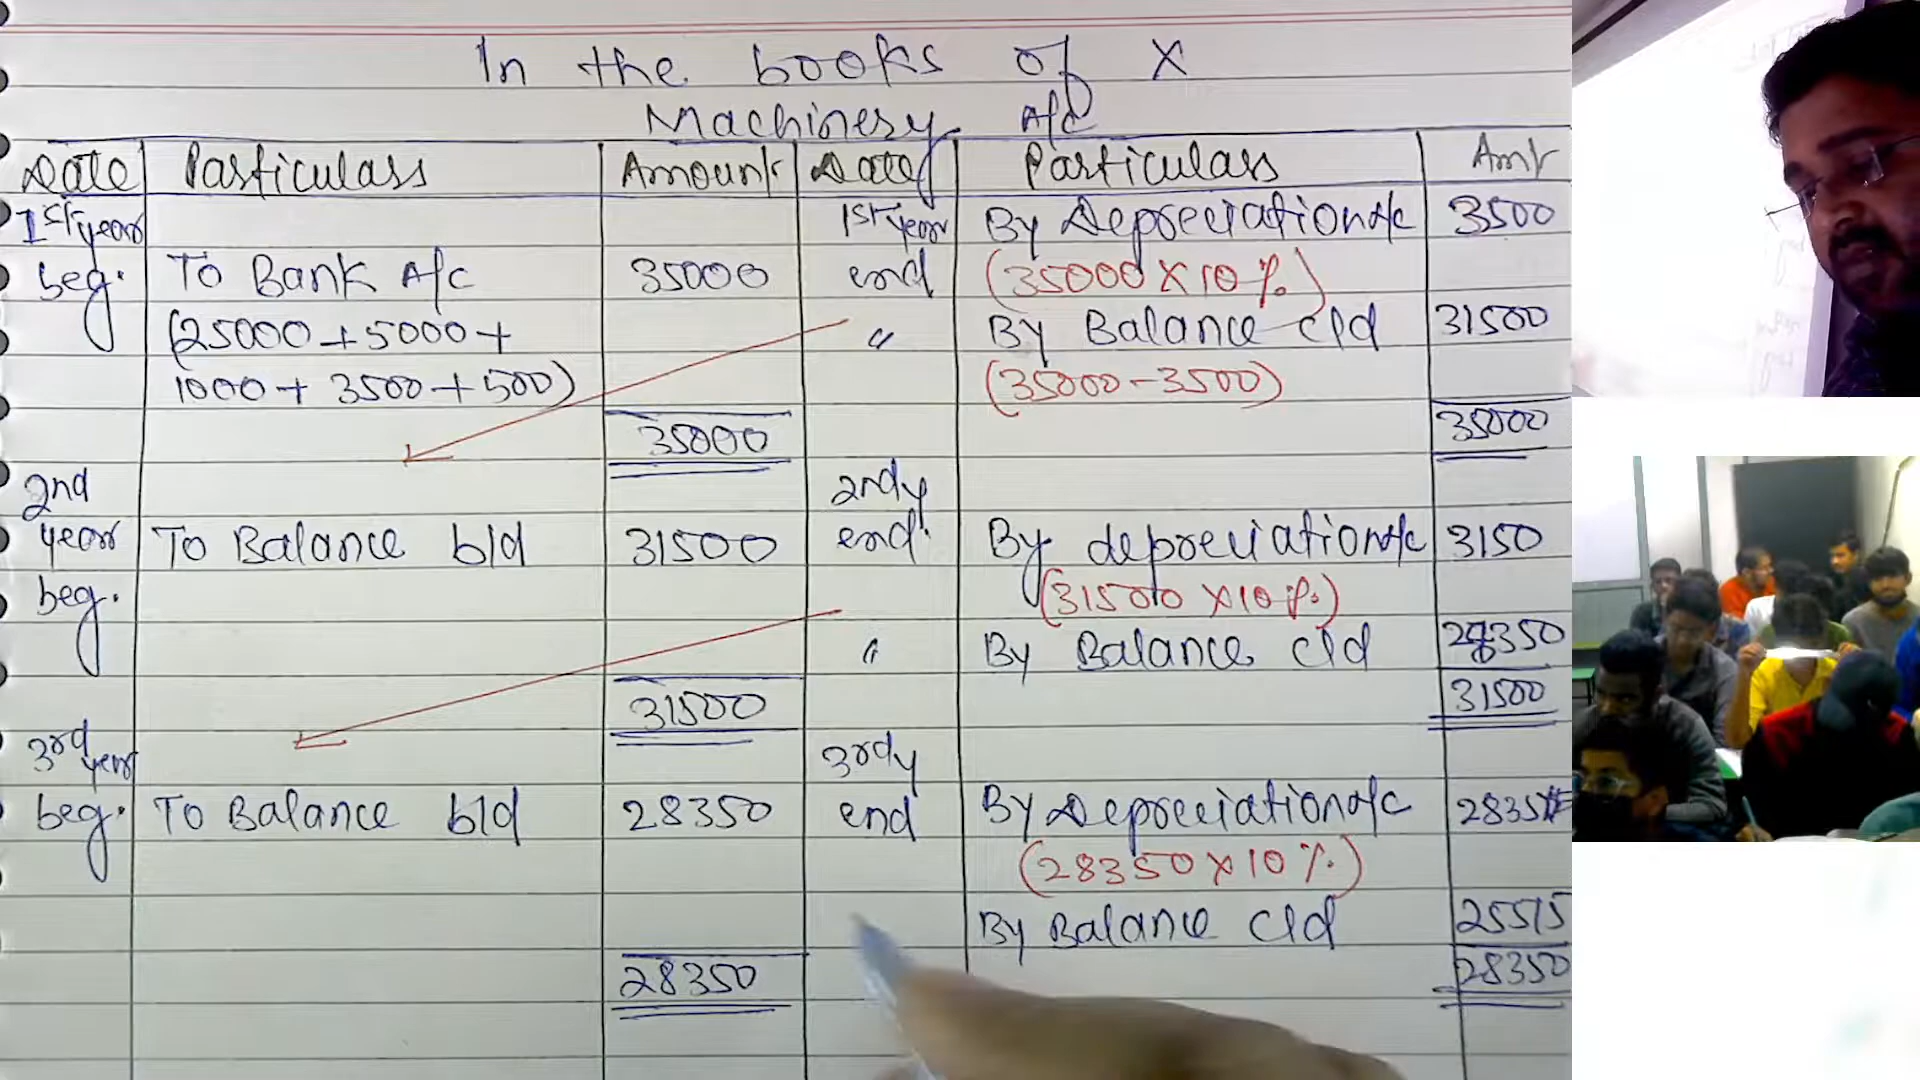 In the books of X
Machinery A/c
Date Particulars Amount Date Particulars Amt
1st year 1st year By Depreciation A/c 3500
beg. To Bank A/c 35000 end (35000 X 10 %)
(25000 + 5000 + " By Balance c/d 31500
1000 + 3500 + 500) (35000 - 3500)
35000 35000
2nd 2nd y
year To Balance b/d 31500 end. By depreciation A/c 3150
beg. (31500 X 10 %)
" By Balance c/d 28350
31500 31500
3rd year 3rd y
beg. To Balance b/d 28350 end By Depreciation A/c 2835
(28350 X 10 %)
By Balance c/d 25515
28350 28350